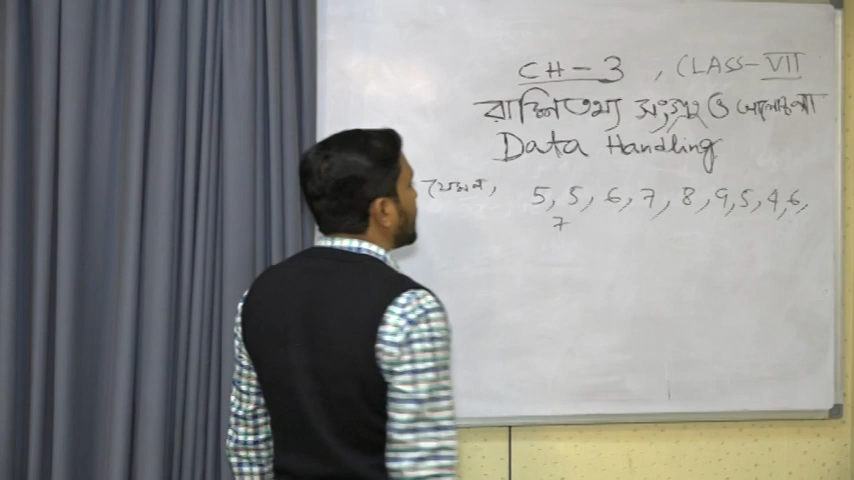 CH-3, CLASS-VII
রাশিতথ্য সংগ্রহ ও
Data Handling
যেমন, 5, 5, 6, 7, 8, 9, 5, 4, 6,
7